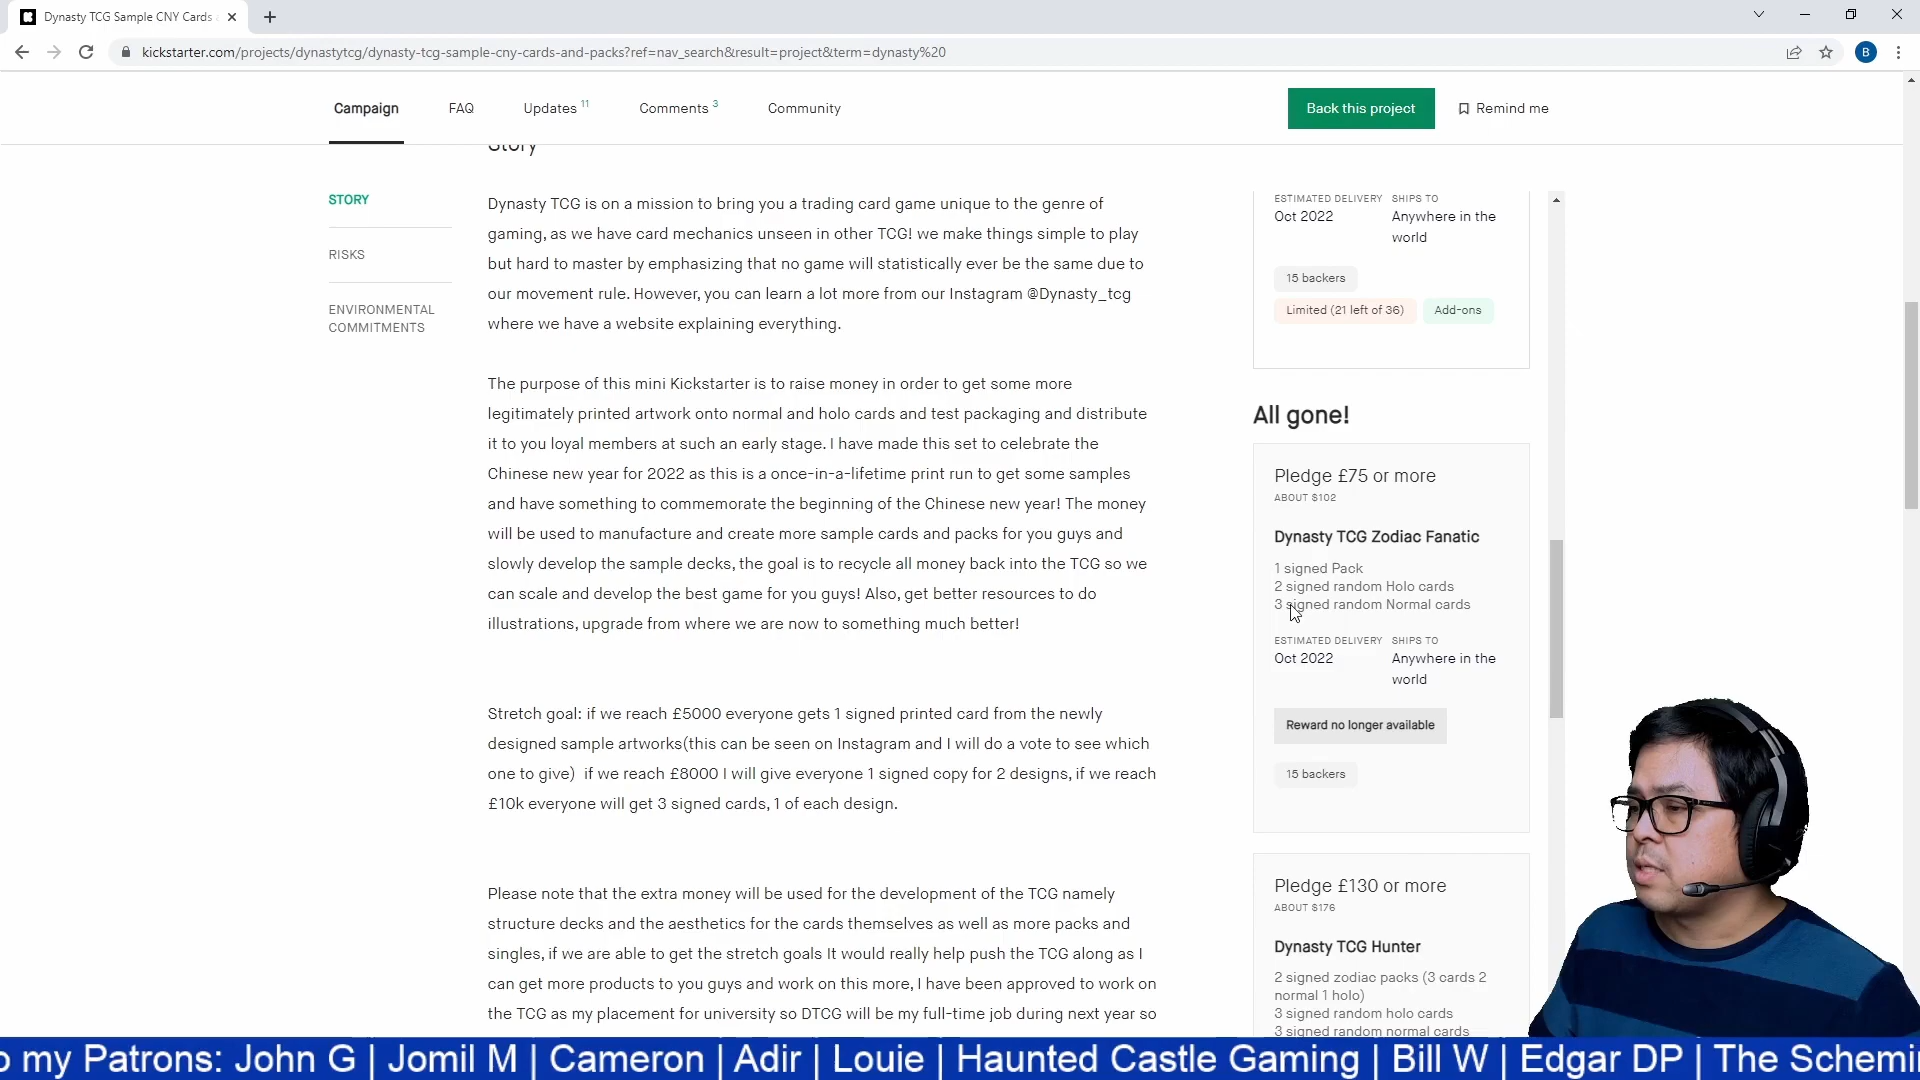 Dynasty TCG Sample CNY Cards
kickstarter.com/projects/dynastytcg/dynasty-tcg-sample-cny-cards-and-packs?ref=nav_search&result=project&term=dynasty%20
B
Campaign
FAQ
Updates 11
Comments 3
Community
Back this project
Remind me
Story
STORY
RISKS
ENVIRONMENTAL
COMMITMENTS
Dynasty TCG is on a mission to bring you a trading card game unique to the genre of
gaming, as we have card mechanics unseen in other TCG! we make things simple to play
but hard to master by emphasizing that no game will statistically ever be the same due to
our movement rule. However, you can learn a lot more from our Instagram @Dynasty_tcg
where we have a website explaining everything.
The purpose of this mini Kickstarter is to raise money in order to get some more
legitimately printed artwork onto normal and holo cards and test packaging and distribute
it to you loyal members at such an early stage. I have made this set to celebrate the
Chinese new year for 2022 as this is a once-in-a-lifetime print run to get some samples
and have something to commemorate the beginning of the Chinese new year! The money
will be used to manufacture and create more sample cards and packs for you guys and
slowly develop the sample decks, the goal is to recycle all money back into the TCG so we
can scale and develop the best game for you guys! Also, get better resources to do
illustrations, upgrade from where we are now to something much better!
Stretch goal: if we reach £5000 everyone gets 1 signed printed card from the newly
designed sample artworks(this can be seen on Instagram and I will do a vote to see which
one to give)  if we reach £8000 I will give everyone 1 signed copy for 2 designs, if we reach
£10k everyone will get 3 signed cards, 1 of each design.
Please note that the extra money will be used for the development of the TCG namely
structure decks and the aesthetics for the cards themselves as well as more packs and
singles, if we are able to get the stretch goals It would really help push the TCG along as I
can get more products to you guys and work on this more, I have been approved to work on
the TCG as my placement for university so DTCG will be my full-time job during next year so
ESTIMATED DELIVERY
Oct 2022
SHIPS TO
Anywhere in the
world
15 backers
Limited (21 left of 36)
Add-ons
All gone!
Pledge £75 or more
ABOUT $102
Dynasty TCG Zodiac Fanatic
1 signed Pack
2 signed random Holo cards
3 signed random Normal cards
ESTIMATED DELIVERY
Oct 2022
SHIPS TO
Anywhere in the
world
Reward no longer available
15 backers
Pledge £130 or more
ABOUT $176
Dynasty TCG Hunter
2 signed zodiac packs (3 cards 2
normal 1 holo)
3 signed random holo cards
3 signed random normal cards
o my Patrons: John G | Jomil M | Cameron | Adir | Louie | Haunted Castle Gaming | Bill W | Edgar DP | The Schemin